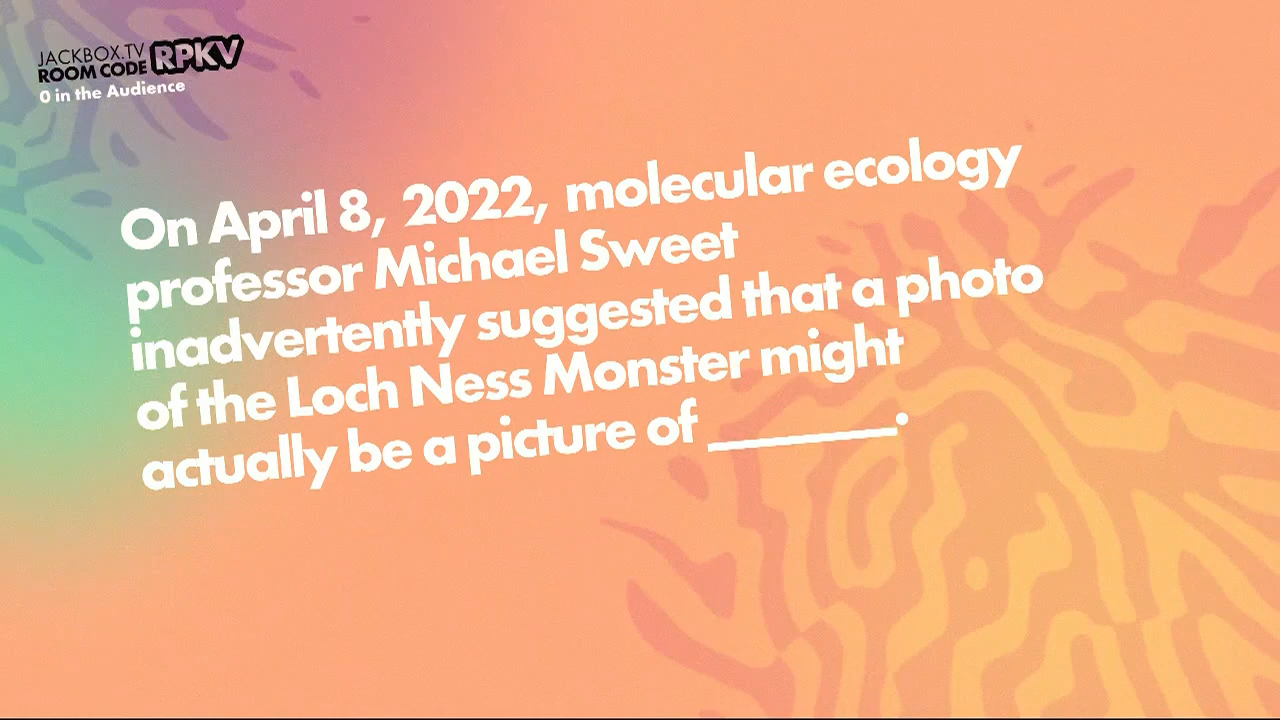 JACKBOX.TV
ROOM CODE RPKV
0 in the Audience
On April 8, 2022, molecular ecology
professor Michael Sweet
inadvertently suggested that a photo
of the Loch Ness Monster might
actually be a picture of ________.